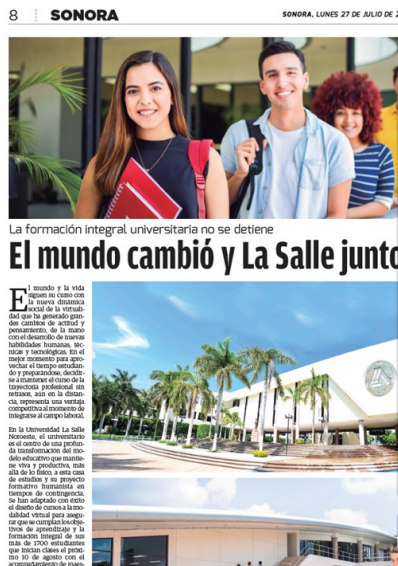 8
SONORA
SONORA, LUNES 27 DE JULIO DE 2
La formación integral universitaria no se detiene
El mundo cambió y La Salle junto
El mundo y la vida
siguen su curso con
la nueva dinámica
social de la virtuali-
dad que ha generado gran-
des cambios de actitud y
pensamiento, de la mano
con el desarrollo de nuevas
habilidades humanas, téc-
nicas y tecnológicas. En el
mejor momento para apro-
vechar el tiempo estudian-
do y preparándose, decidir-
se a mantener el curso de la
trayectoria profesional sin
retrasos, aún en la distan-
cia, representa una ventaja
competitiva al momento de
integrarse al campo laboral.
En la Universidad La Salle
Noroeste, el universitario
es el centro de una profun-
da transformación del mo-
delo educativo que mantie-
ne viva y productiva, más
allá de lo físico, a esta casa
de estudios y su proyecto
formativo humanista en
tiempos de contingencia.
Se han adaptado con éxito
el diseño de cursos a la mo-
dalidad virtual para asegu-
rar que se cumplan los obje-
tivos de aprendizaje y la
formación integral de sus
más de 1700 estudiantes
que inician clases el próxi-
mo 10 de agosto con el
acompañamiento de maes-